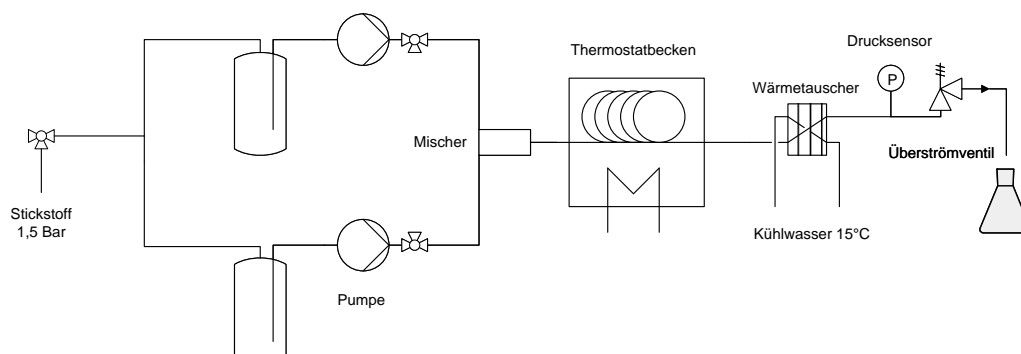 Thermostatbecken
Drucksensor
P
Wärmetauscher
Mischer
Überströmventil
Stickstoff
1,5 Bar
Kühlwasser 15°C
Pumpe